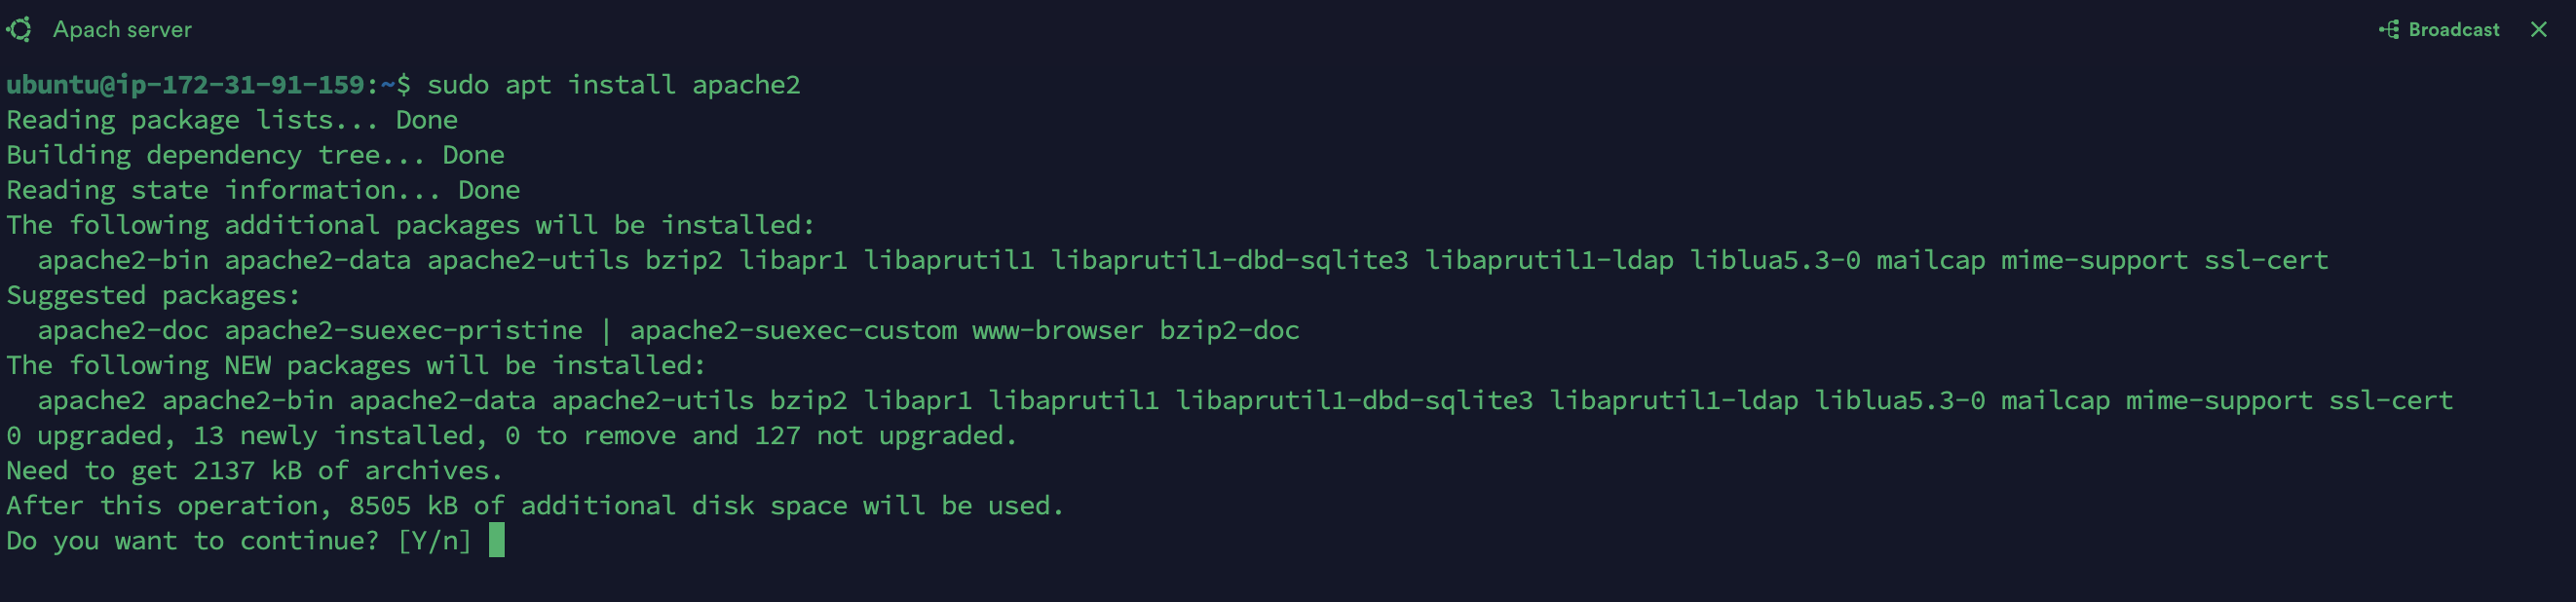 Apach server
Broadcast
ubuntu@ip-172-31-91-159:~$ sudo apt install apache2
Reading package lists... Done
Building dependency tree... Done
Reading state information... Done
The following additional packages will be installed:
  apache2-bin apache2-data apache2-utils bzip2 libapr1 libaprutil1 libaprutil1-dbd-sqlite3 libaprutil1-ldap liblua5.3-0 mailcap mime-support ssl-cert
Suggested packages:
  apache2-doc apache2-suexec-pristine | apache2-suexec-custom www-browser bzip2-doc
The following NEW packages will be installed:
  apache2 apache2-bin apache2-data apache2-utils bzip2 libapr1 libaprutil1 libaprutil1-dbd-sqlite3 libaprutil1-ldap liblua5.3-0 mailcap mime-support ssl-cert
0 upgraded, 13 newly installed, 0 to remove and 127 not upgraded.
Need to get 2137 kB of archives.
After this operation, 8505 kB of additional disk space will be used.
Do you want to continue? [Y/n]